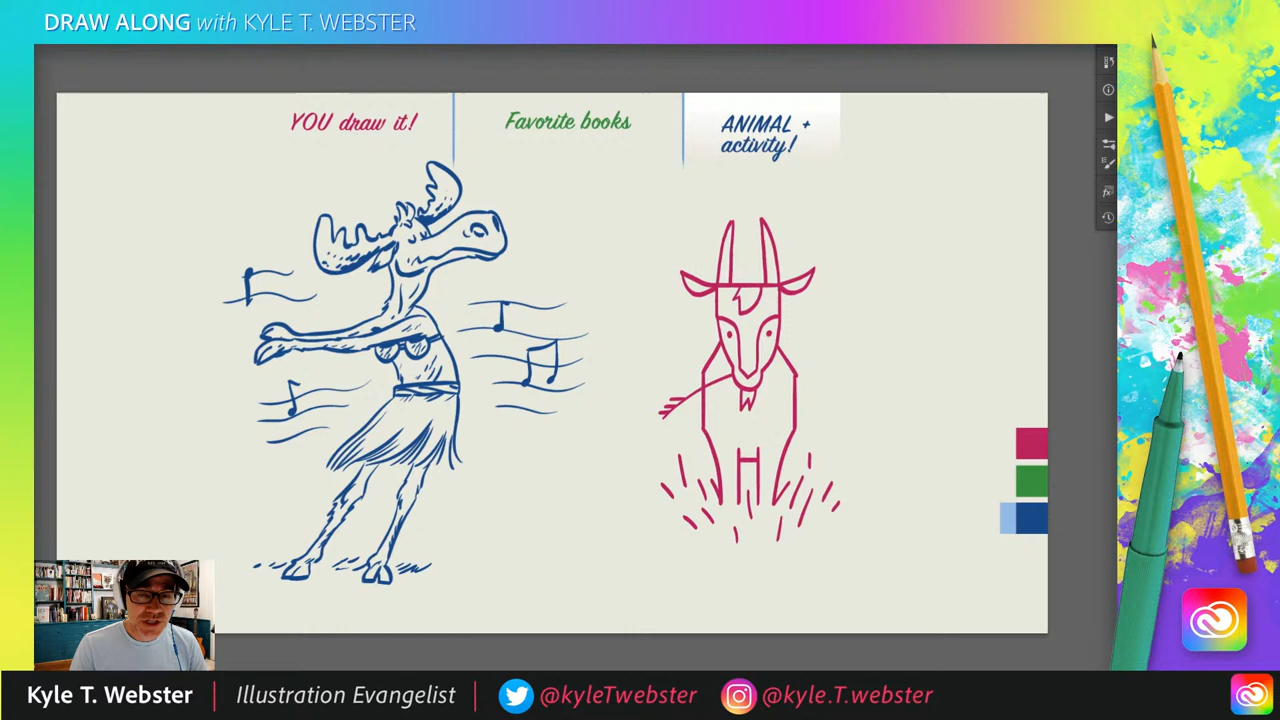 DRAW ALONG with KYLE T. WEBSTER
YOU draw it!
Favorite books
ANIMAL +
activity!
Kyle T. Webster | Illustration Evangelist | @kyleTwebster @kyle.T.webster